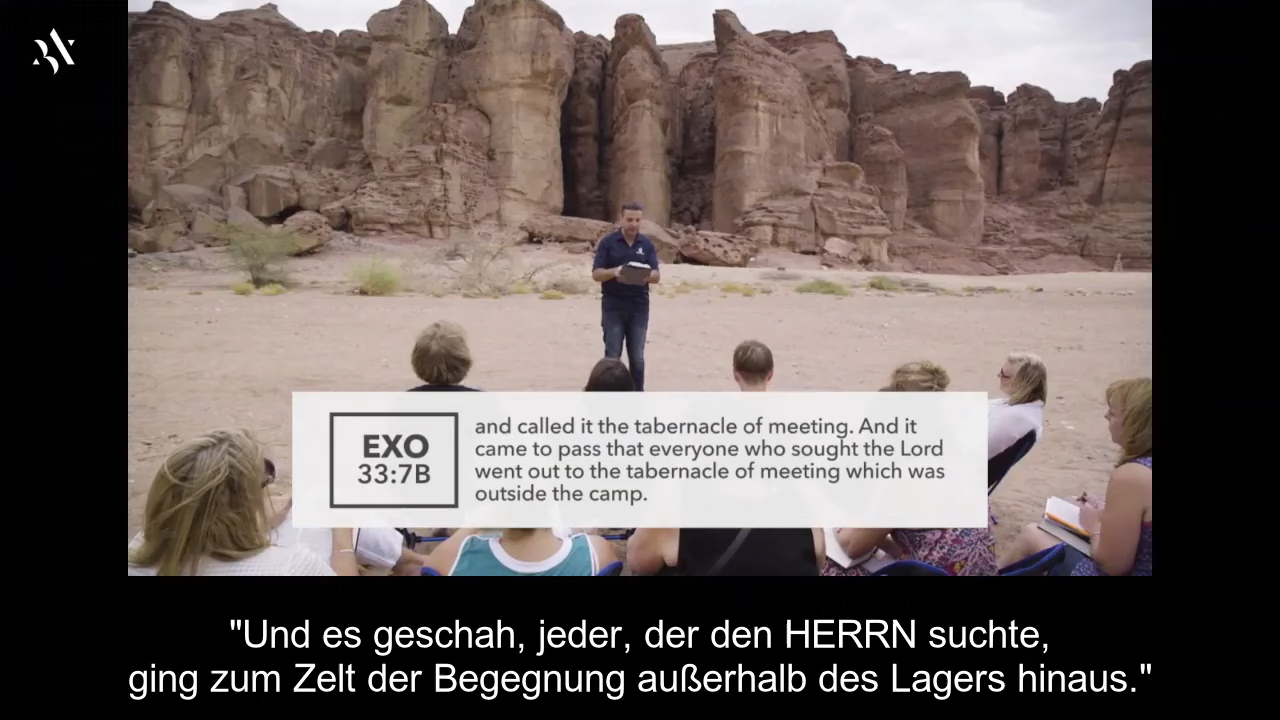 EXO
33:7B
and called it the tabernacle of meeting. And it
came to pass that everyone who sought the Lord
went out to the tabernacle of meeting which was
outside the camp.
"Und es geschah, jeder, der den HERRN suchte,
ging zum Zelt der Begegnung außerhalb des Lagers hinaus."